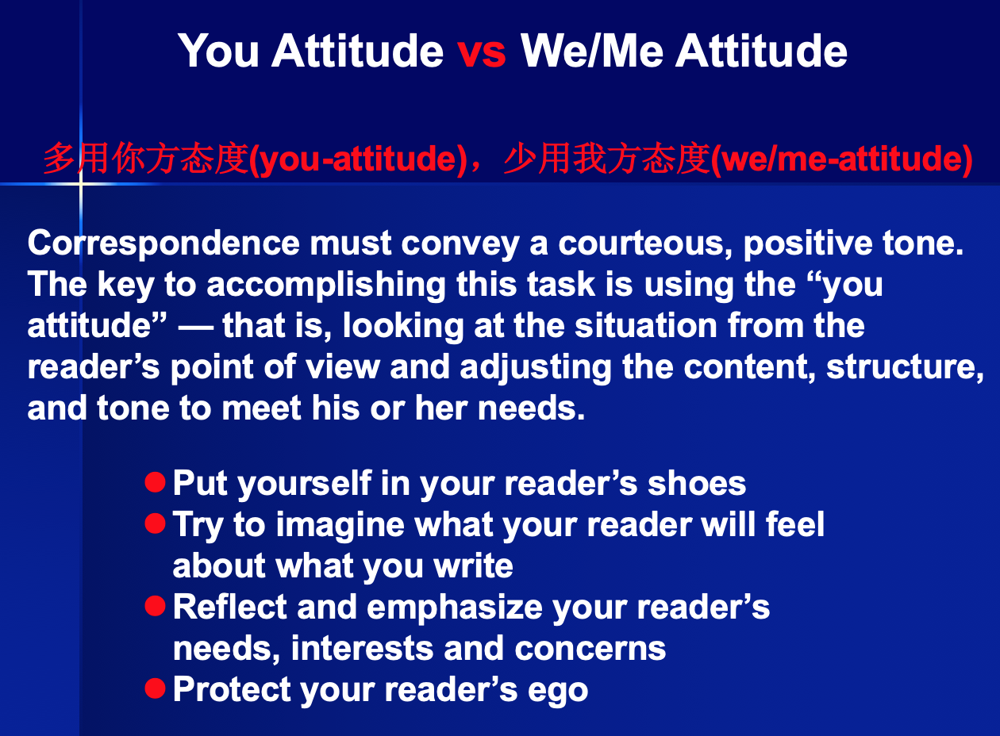 You Attitude vs We/Me Attitude
多用你方态度(you-attitude)，少用我方态度(we/me-attitude)
Correspondence must convey a courteous, positive tone.
The key to accomplishing this task is using the “you
attitude” — that is, looking at the situation from the
reader’s point of view and adjusting the content, structure,
and tone to meet his or her needs.
● Put yourself in your reader’s shoes
● Try to imagine what your reader will feel
about what you write
● Reflect and emphasize your reader’s
needs, interests and concerns
● Protect your reader’s ego